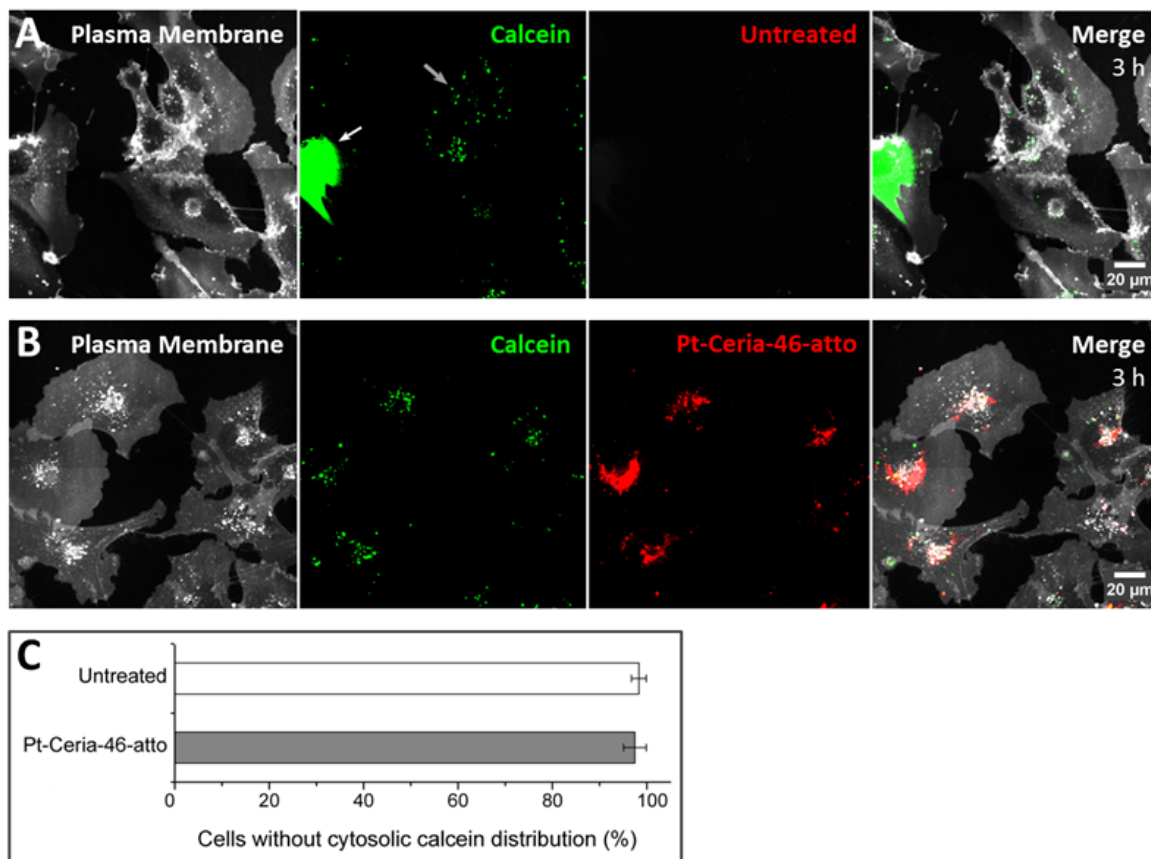 A
Plasma Membrane
Calcein
Untreated
Merge
3 h
20 µm
B
Plasma Membrane
Calcein
Pt-Ceria-46-atto
Merge
3 h
20 µm
C
Untreated
Pt-Ceria-46-atto
0 20 40 60 80 100
Cells without cytosolic calcein distribution (%)